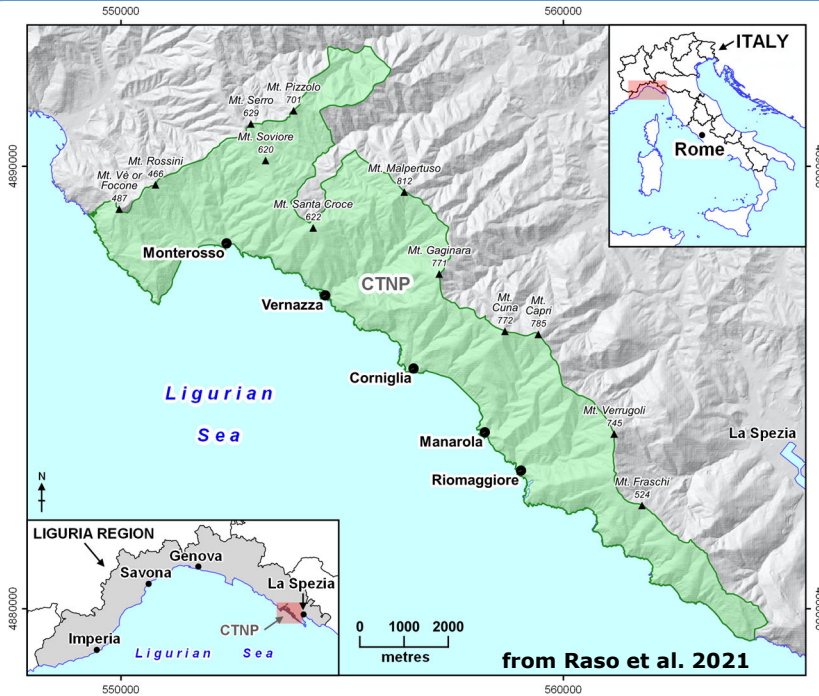 550000
560000
ITALY
Rome
Mt. Pizzolo
701
Mt. Serro
629
Mt. Soviore
620
Mt. Rossini
466
Mt. Vè or
Focone
487
Mt. Malpertuso
812
Mt. Santa Croce
622
4890000
4890000
Monterosso
Mt. Gaginara
771
CTNP
Vernazza
Mt.
Cuna
772
Mt.
Capri
785
Corniglia
Ligurian
Sea
Mt. Verrugoli
745
La Spezia
Manarola
Riomaggiore
Mt. Fraschi
524
N
LIGURIA REGION
Genova
Savona
La Spezia
CTNP
Imperia
Ligurian Sea
4880000
4880000
0 1000 2000
metres
from Raso et al. 2021
550000
560000